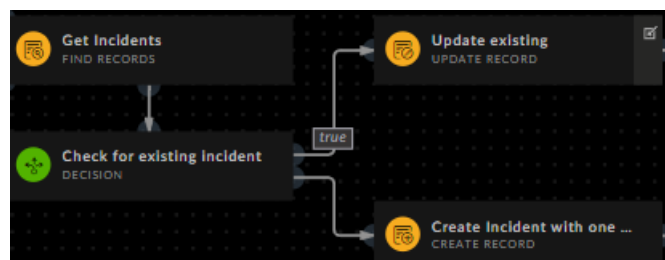 Get Incidents
FIND RECORDS
Update existing
UPDATE RECORD
true
Check for existing incident
DECISION
Create Incident with one ...
CREATE RECORD